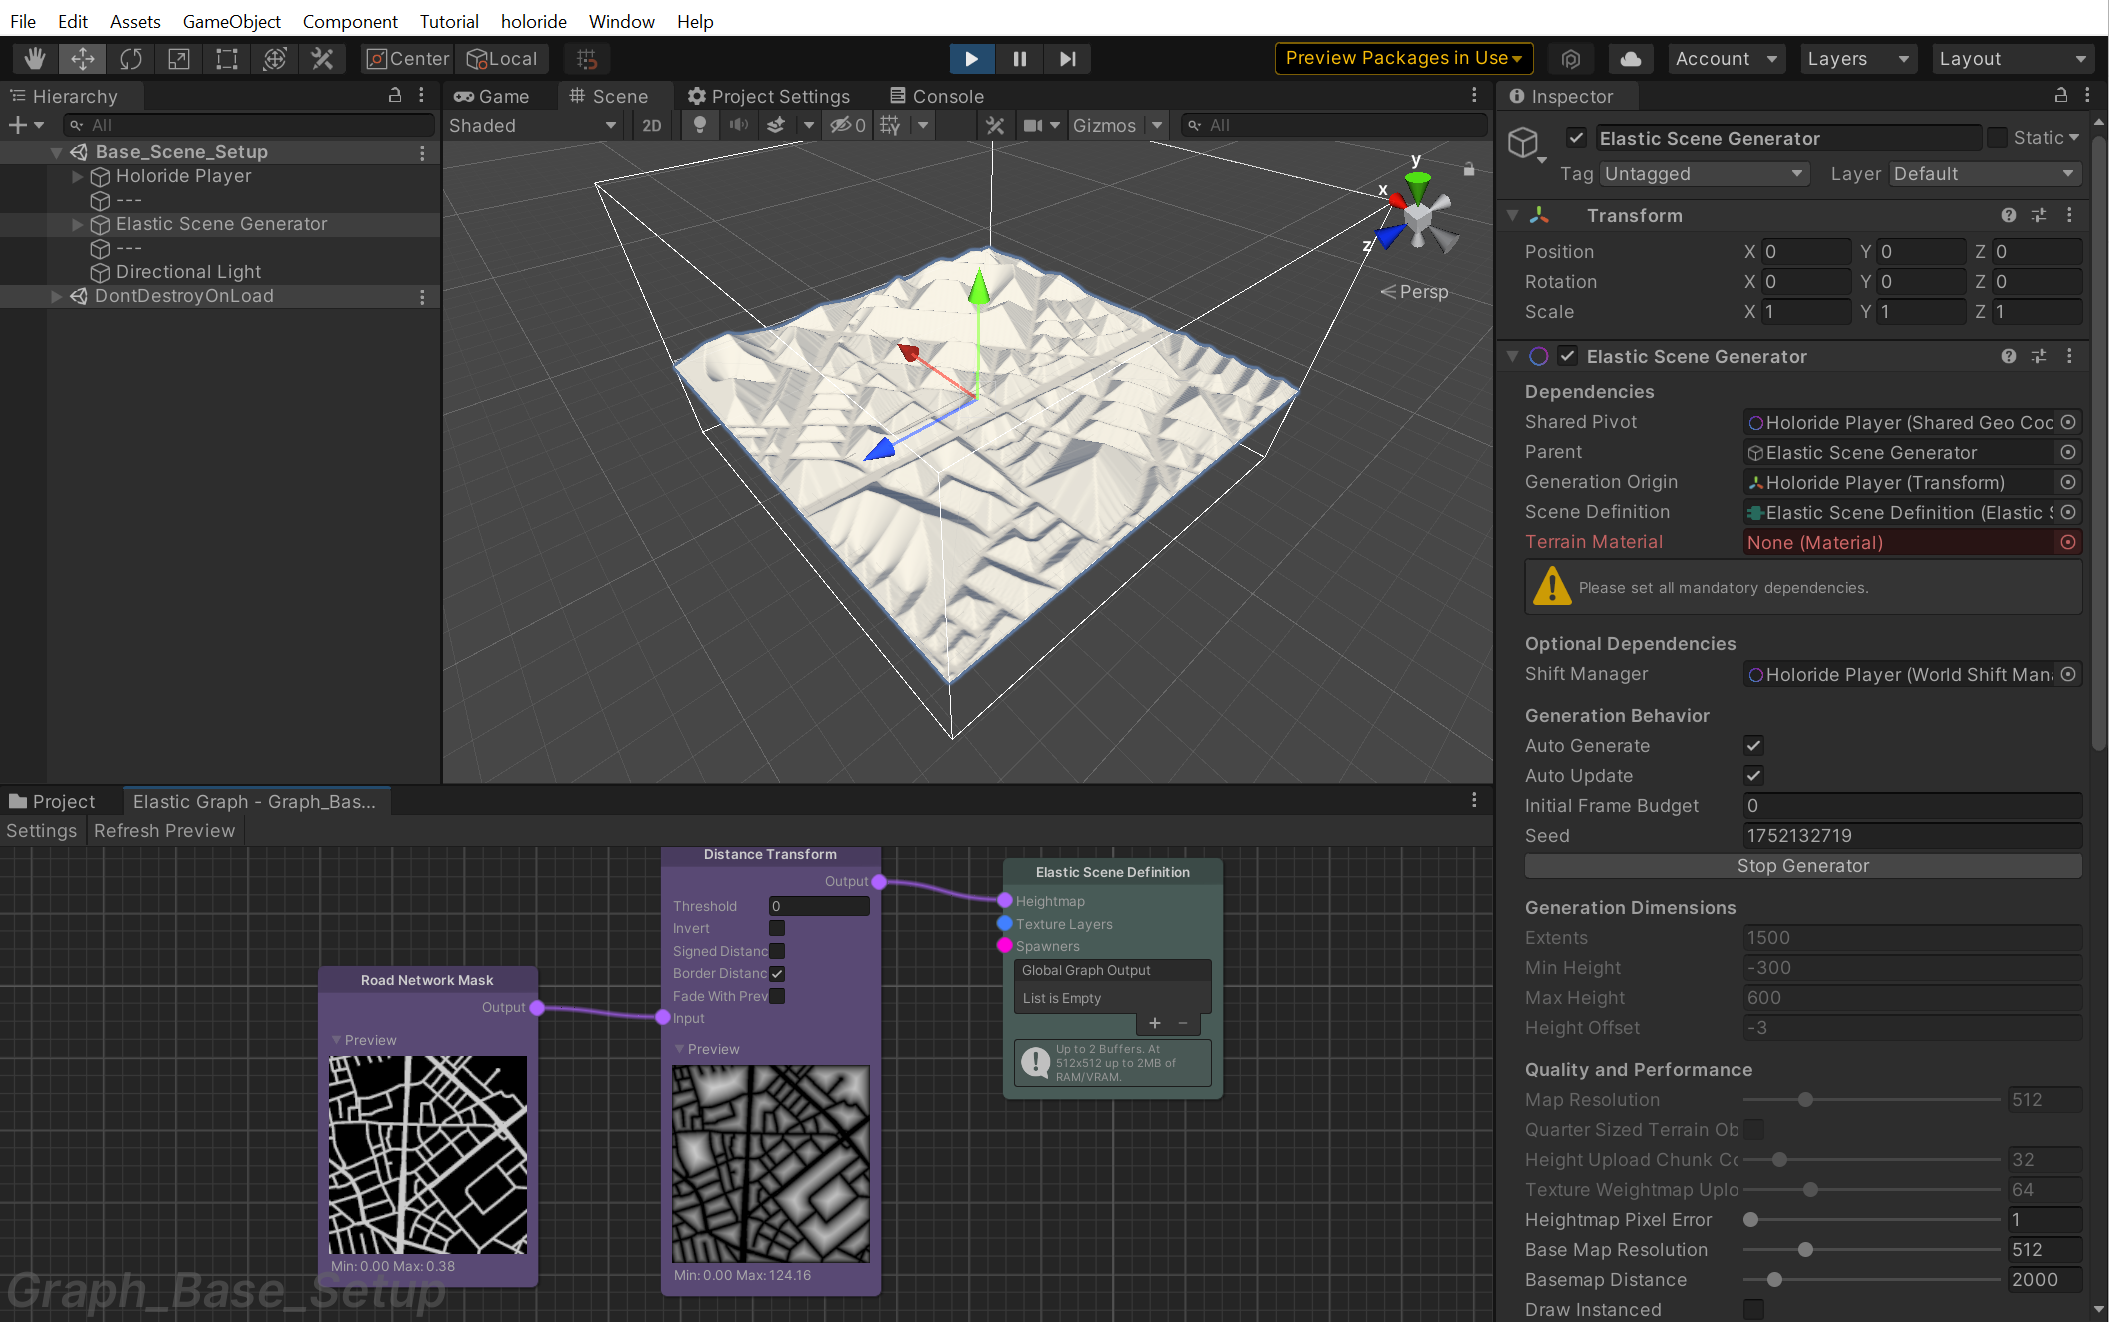 File Edit Assets GameObject Component Tutorial holoride Window Help
Center Local Preview Packages in Use Account Layers Layout
Hierarchy
All
Base_Scene_Setup
Holoride Player
---
Elastic Scene Generator
---
Directional Light
DontDestroyOnLoad
Game Scene Project Settings Console
Shaded 2D 0 Gizmos All
y
x
z
Persp
Inspector
Elastic Scene Generator Static
Tag Untagged Layer Default
Transform
Position X 0 Y 0 Z 0
Rotation X 0 Y 0 Z 0
Scale X 1 Y 1 Z 1
Elastic Scene Generator
Dependencies
Shared Pivot Holoride Player (Shared Geo Coo
Parent Elastic Scene Generator
Generation Origin Holoride Player (Transform)
Scene Definition Elastic Scene Definition (Elastic S
Terrain Material None (Material)
Please set all mandatory dependencies.
Optional Dependencies
Shift Manager Holoride Player (World Shift Mana
Generation Behavior
Auto Generate
Auto Update
Initial Frame Budget 0
Seed 1752132719
Stop Generator
Generation Dimensions
Extents 1500
Min Height -300
Max Height 600
Height Offset -3
Quality and Performance
Map Resolution 512
Quarter Sized Terrain Ob
Height Upload Chunk Co 32
Texture Weightmap Uplo 64
Heightmap Pixel Error 1
Base Map Resolution 512
Basemap Distance 2000
Draw Instanced
Project Elastic Graph - Graph_Bas...
Settings Refresh Preview
Road Network Mask
Output
Preview
Min: 0.00 Max: 0.38
Distance Transform
Output
Threshold 0
Invert
Signed Distanc
Border Distanc
Fade With Prev
Input
Preview
Min: 0.00 Max: 124.16
Elastic Scene Definition
Heightmap
Texture Layers
Spawners
Global Graph Output
List is Empty
+ −
Up to 2 Buffers. At
512x512 up to 2MB of
RAM/VRAM.
Graph_Base_Setup